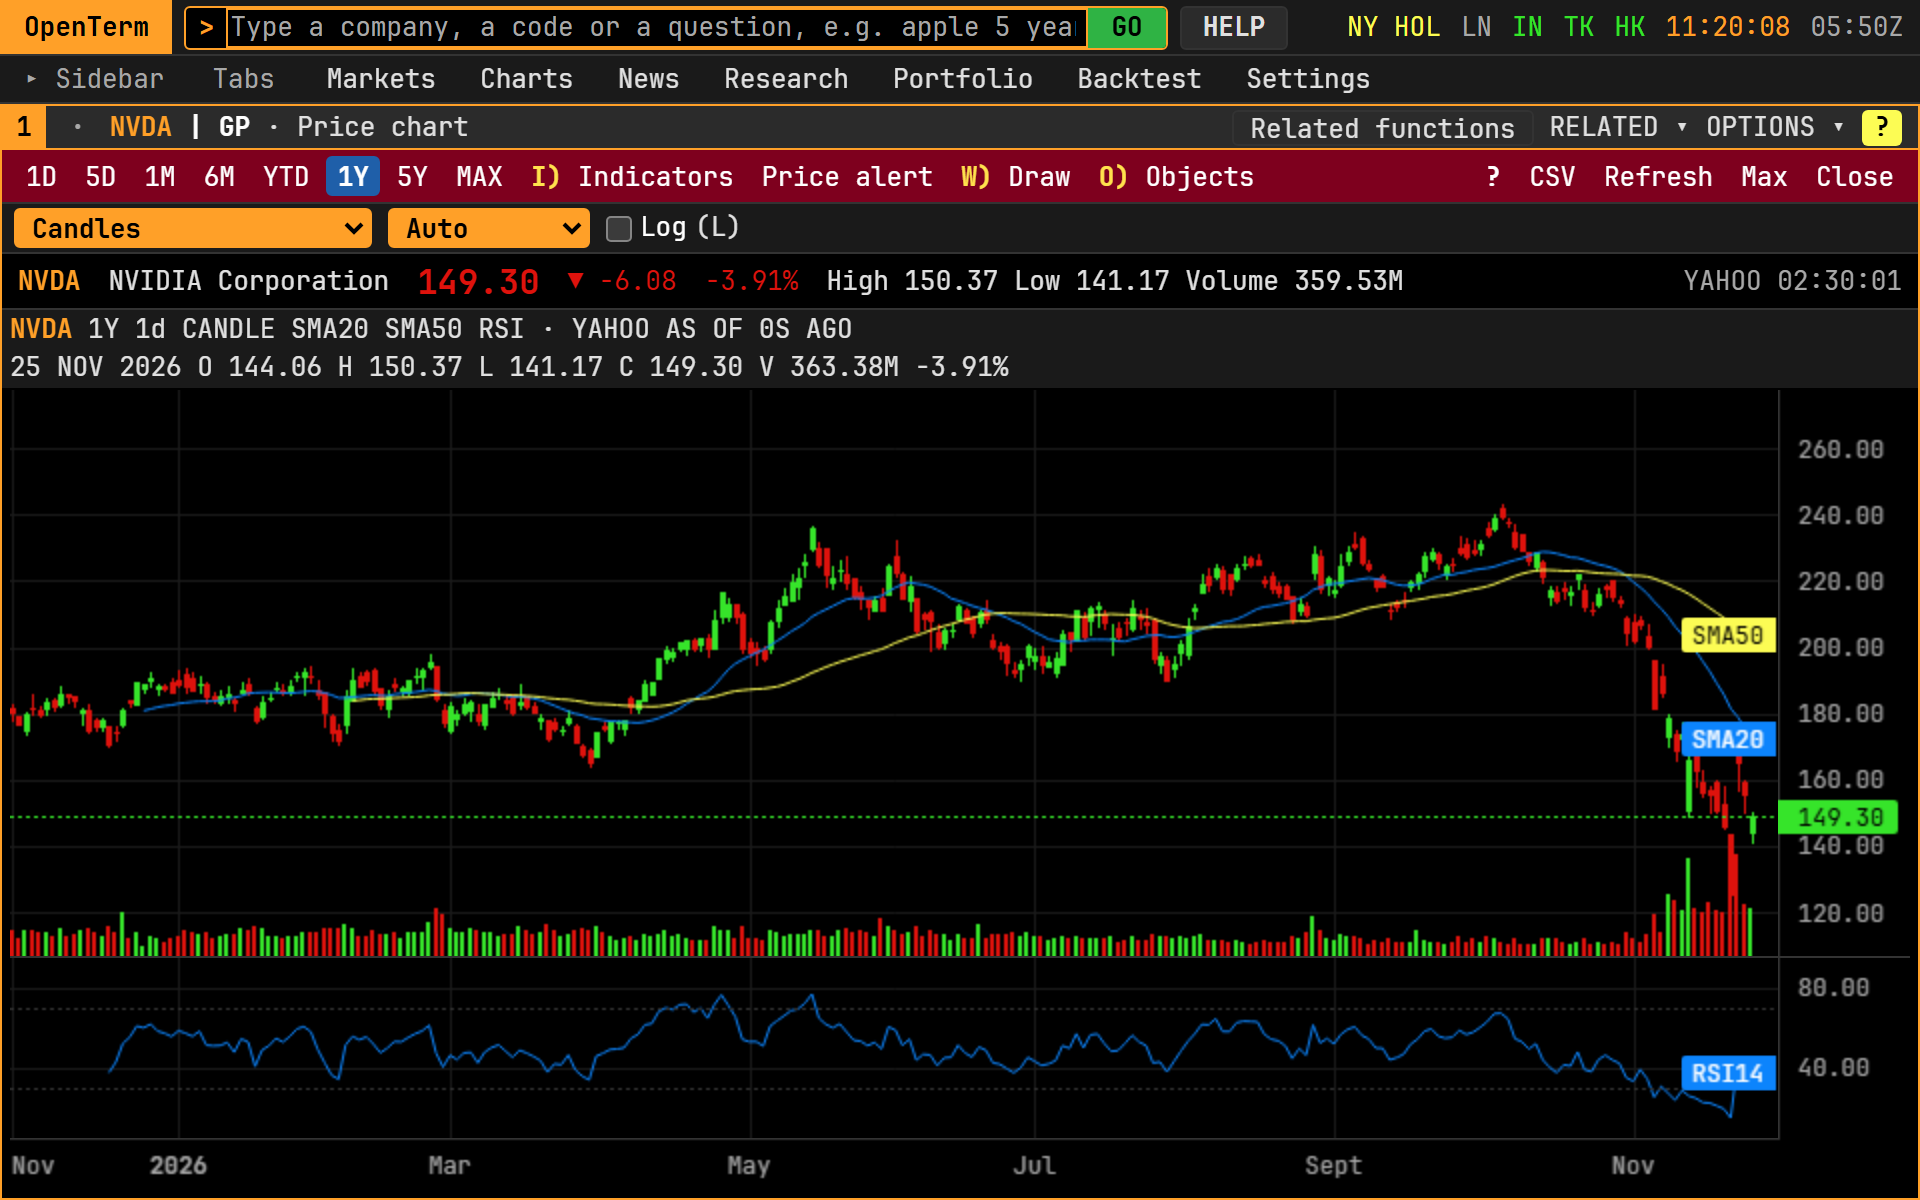 OpenTerm > Type a company, a code or a question, e.g. apple 5 yea GO HELP NY HOL LN IN TK HK 11:20:08 05:50Z
▸ Sidebar Tabs Markets Charts News Research Portfolio Backtest Settings
1 · NVDA | GP · Price chart Related functions RELATED ▾ OPTIONS ▾ ?
1D 5D 1M 6M YTD 1Y 5Y MAX I) Indicators Price alert W) Draw O) Objects ? CSV Refresh Max Close
Candles Auto Log (L)
NVDA NVIDIA Corporation 149.30 ▼ -6.08 -3.91% High 150.37 Low 141.17 Volume 359.53M YAHOO 02:30:01
NVDA 1Y 1d CANDLE SMA20 SMA50 RSI · YAHOO AS OF 0S AGO
25 NOV 2026 O 144.06 H 150.37 L 141.17 C 149.30 V 363.38M -3.91%
260.00
240.00
220.00
SMA50
200.00
180.00
SMA20
160.00
149.30
140.00
120.00
80.00
RSI14 40.00
Nov 2026 Mar May Jul Sept Nov